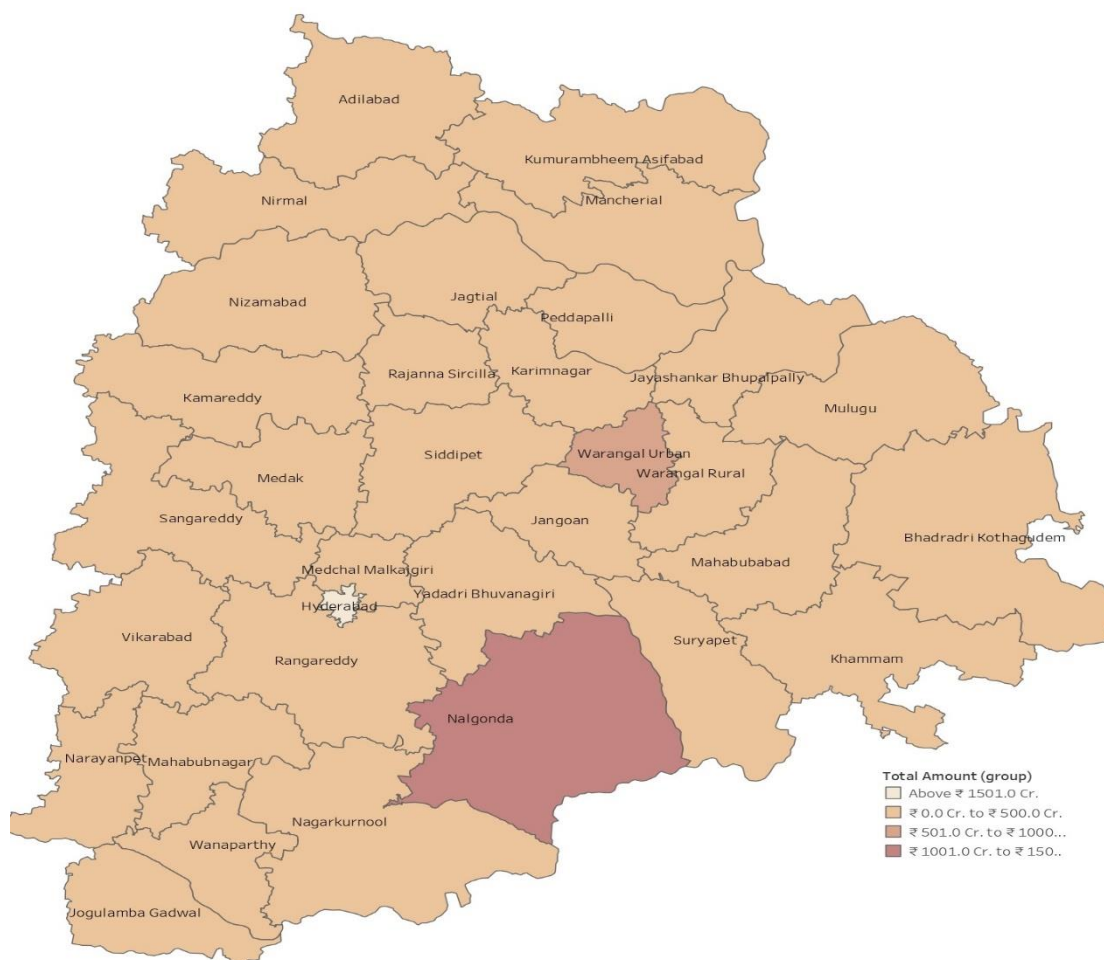 Adilabad
Kumurambheem Asifabad
Nirmal
Mancherial
Nizamabad
Jagtial
Peddapalli
Rajanna Sircilla
Karimnagar
Jayashankar Bhupalpally
Kamareddy
Mulugu
Siddipet
Warangal Urban
Medak
Warangal Rural
Sangareddy
Jangoan
Bhadradri Kothagudem
Medchal Malkajgiri
Mahabubabad
Yadadri Bhuvanagiri
Hyderabad
Vikarabad
Rangareddy
Suryapet
Khammam
Nalgonda
Narayanpet
Mahabubnagar
Nagarkurnool
Wanaparthy
Jogulamba Gadwal
Total Amount (group)
Above ₹ 1501.0 Cr.
₹ 0.0 Cr. to ₹ 500.0 Cr.
₹ 501.0 Cr. to ₹ 1000...
₹ 1001.0 Cr. to ₹ 150..